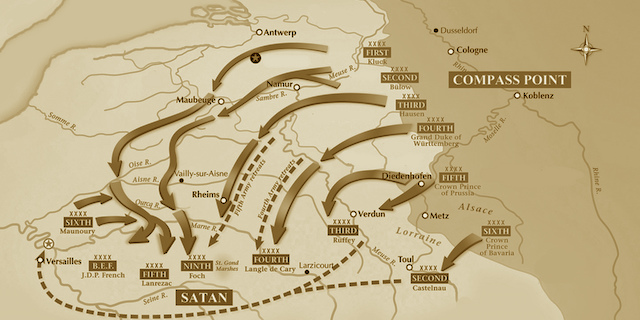 Antwerp
Dusseldorf
N
Cologne
XXXX
FIRST
Kluck
Meuse R.
XXXX
SECOND
Bülow
COMPASS POINT
Rhine R.
Namur
Sambre R.
Maubeuge
XXXX
THIRD
Hausen
Koblenz
Somme R.
XXXX
FOURTH
Grand Duke of
Württemberg
Moselle R.
Oise R.
Aisne R.
Vailly-sur-Aisne
Fifth Army retreats
Fourth Army retreats
Diedenhofen
XXXX
FIFTH
Crown Prince
of Prussia
Rhine R.
Rheims
Ourcq R.
XXXX
SIXTH
Maunoury
Marne R.
Verdun
Metz
Alsace
Lorraine
XXXX
THIRD
Ruffey
XXXX
SIXTH
Crown
Prince
of Bavaria
Versailles
XXXX
B.E.F.
J.D.P. French
XXXX
FIFTH
Lanrezac
XXXX
NINTH
Foch
St. Gond
Marshes
XXXX
FOURTH
Langle de Cary
Larzicourt
Meuse R.
Toul
XXXX
SECOND
Castelnau
Seine R.
SATAN